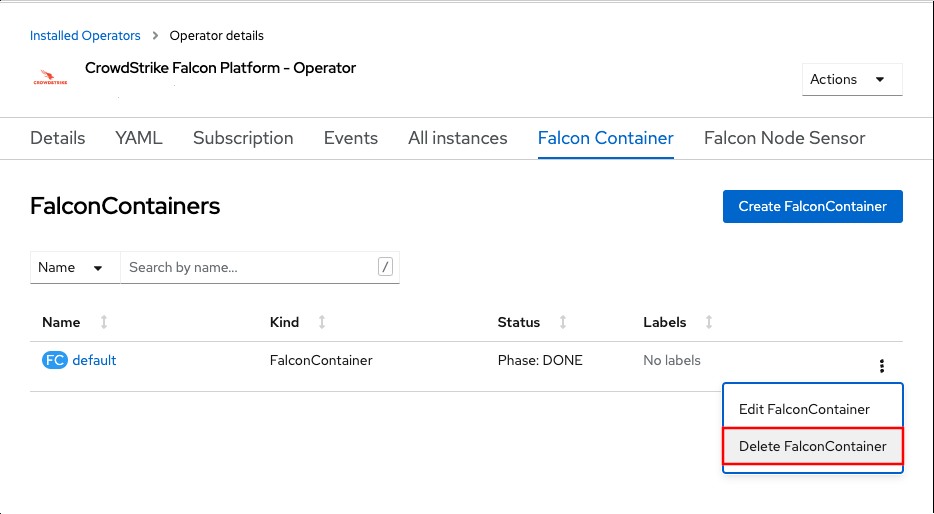 Installed Operators > Operator details
CROWDSTRIKE
CrowdStrike Falcon Platform - Operator
Actions
Details YAML Subscription Events All instances Falcon Container Falcon Node Sensor
FalconContainers
Create FalconContainer
Name Search by name... /
Name Kind Status Labels
FC default FalconContainer Phase: DONE No labels
Edit FalconContainer
Delete FalconContainer